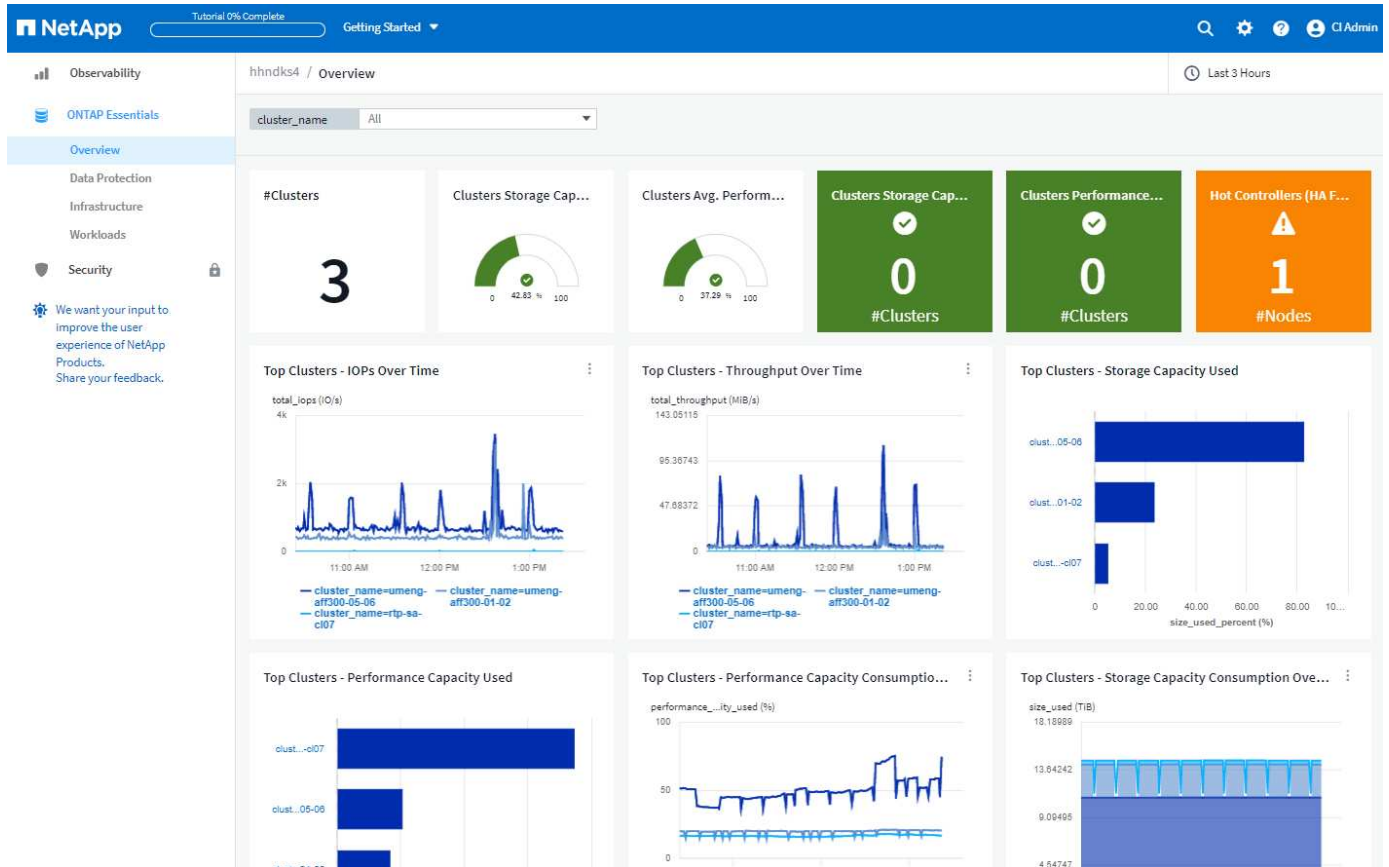 NetApp
Tutorial 0% Complete
Getting Started
CI Admin
Observability
ONTAP Essentials
Overview
Data Protection
Infrastructure
Workloads
Security
We want your input to
improve the user
experience of NetApp
Products.
Share your feedback.
hhndks4 / Overview
Last 3 Hours
cluster_name All
#Clusters
3
Clusters Storage Cap...
0 42.83 % 100
Clusters Avg. Perform...
0 37.29 % 100
Clusters Storage Cap...
0
#Clusters
Clusters Performance...
0
#Clusters
Hot Controllers (HA F...
1
#Nodes
Top Clusters - IOPs Over Time
total_iops (IO/s)
4k
2k
0
11:00 AM 12:00 PM 1:00 PM
cluster_name=umeng-
aff300-05-06
cluster_name=umeng-
aff300-01-02
cluster_name=rtp-sa-
cl07
Top Clusters - Throughput Over Time
total_throughput (MiB/s)
143.05115
95.36743
47.68372
0
11:00 AM 12:00 PM 1:00 PM
cluster_name=umeng-
aff300-05-06
cluster_name=umeng-
aff300-01-02
cluster_name=rtp-sa-
cl07
Top Clusters - Storage Capacity Used
clust...05-06
clust...01-02
clust...-cl07
0 20.00 40.00 60.00 80.00 10...
size_used_percent (%)
Top Clusters - Performance Capacity Used
clust...-cl07
clust...05-06
Top Clusters - Performance Capacity Consumptio...
performance_...ity_used (%)
100
50
0
Top Clusters - Storage Capacity Consumption Ove...
size_used (TiB)
18.18989
13.64242
9.09495
4.54747